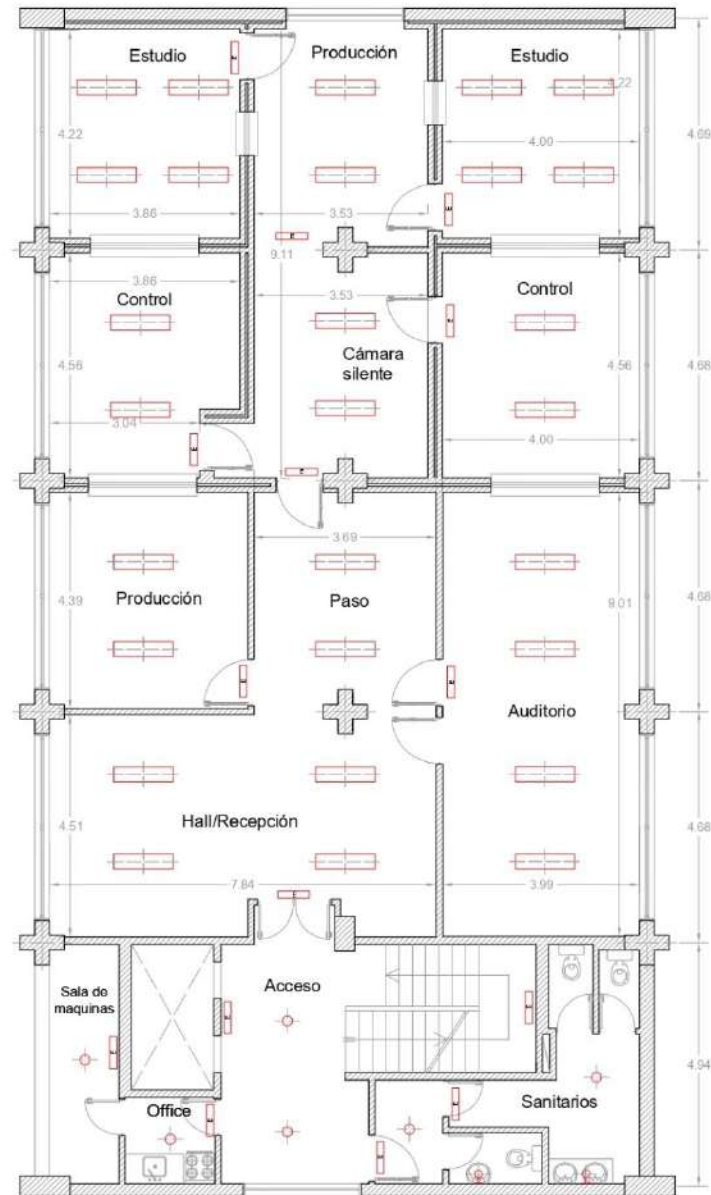 Estudio
Producción
Estudio
E
4.22
4.22
4.00
4.69
E
3.86
3.53
E
9.11
3.86
3.53
Control
Control
E
Cámara
silente
4.56
4.56
4.68
3.04
4.00
E
E
3.69
4.39
Producción
Paso
9.01
4.68
E
E
Auditorio
Hall/Recepción
4.51
4.68
7.84
3.99
E
Sala de
maquinas
Acceso
E
E
E
4.94
Office
E
E
Sanitarios
E